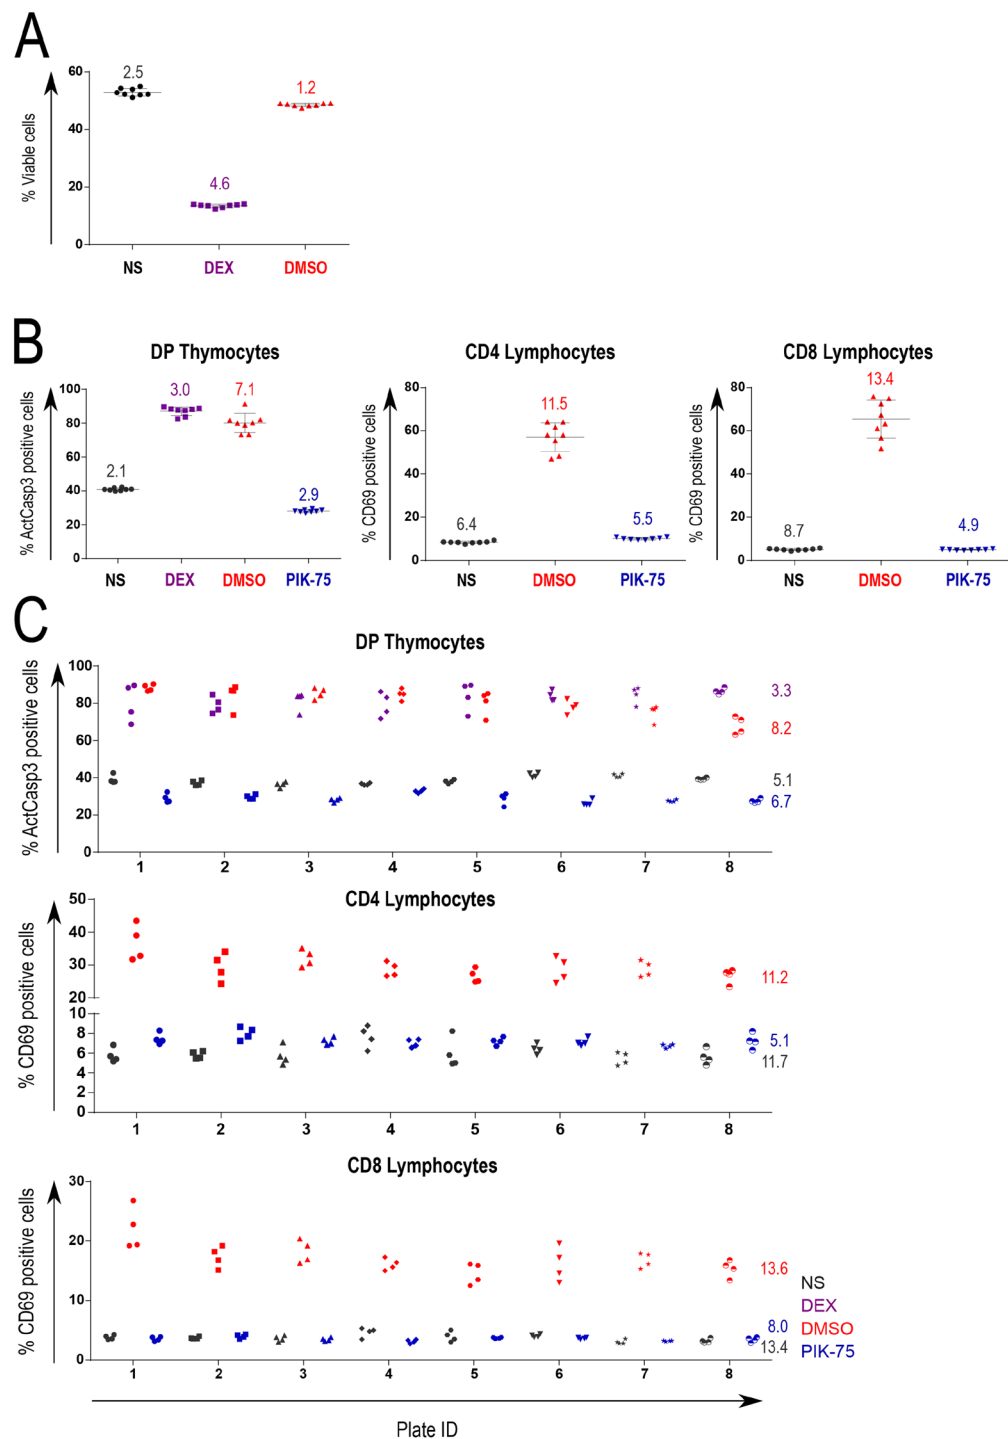 A
% Viable cells
60
40
20
0
2.5
4.6
1.2
NS DEX DMSO
B
DP Thymocytes
% ActCasp3 positive cells
100
80
60
40
20
0
2.1
3.0
7.1
2.9
NS DEX DMSO PIK-75
CD4 Lymphocytes
% CD69 positive cells
80
60
40
20
0
6.4
11.5
5.5
NS DMSO PIK-75
CD8 Lymphocytes
% CD69 positive cells
80
60
40
20
0
8.7
13.4
4.9
NS DMSO PIK-75
C
DP Thymocytes
% ActCasp3 positive cells
100
80
60
40
20
0
3.3
8.2
5.1
6.7
1 2 3 4 5 6 7 8
CD4 Lymphocytes
% CD69 positive cells
50
40
30
20
10
8
6
4
2
0
11.2
5.1
11.7
1 2 3 4 5 6 7 8
CD8 Lymphocytes
% CD69 positive cells
30
20
10
0
13.6
8.0
13.4
1 2 3 4 5 6 7 8
NS
DEX
DMSO
PIK-75
Plate ID